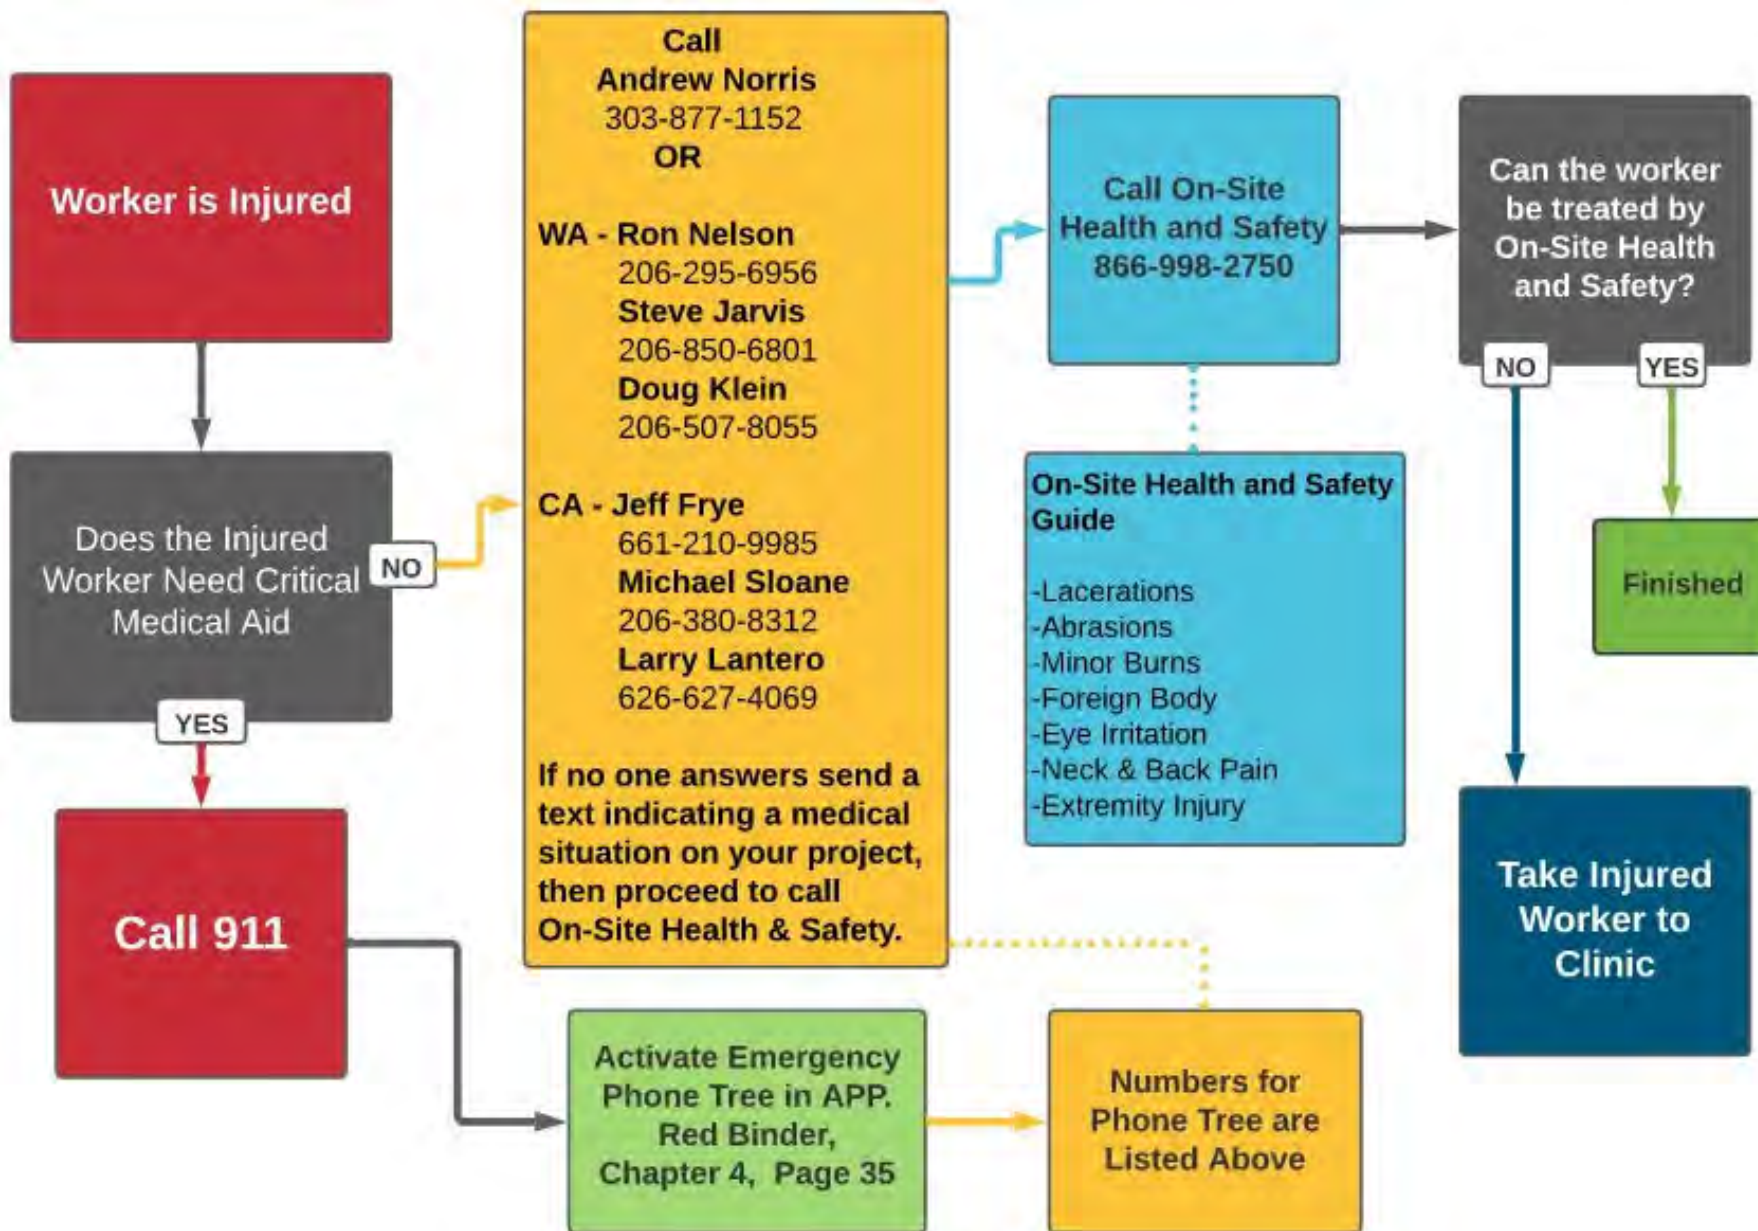 Worker is Injured
Does the Injured
Worker Need Critical
Medical Aid
NO
YES
Call 911
Call
Andrew Norris
303-877-1152
OR
WA - Ron Nelson
206-295-6956
Steve Jarvis
206-850-6801
Doug Klein
206-507-8055
CA - Jeff Frye
661-210-9985
Michael Sloane
206-380-8312
Larry Lantero
626-627-4069
If no one answers send a
text indicating a medical
situation on your project,
then proceed to call
On-Site Health & Safety.
Activate Emergency
Phone Tree in APP.
Red Binder,
Chapter 4, Page 35
Numbers for
Phone Tree are
Listed Above
Call On-Site
Health and Safety
866-998-2750
On-Site Health and Safety
Guide
-Lacerations
-Abrasions
-Minor Burns
-Foreign Body
-Eye Irritation
-Neck & Back Pain
-Extremity Injury
Can the worker
be treated by
On-Site Health
and Safety?
NO
YES
Finished
Take Injured
Worker to
Clinic